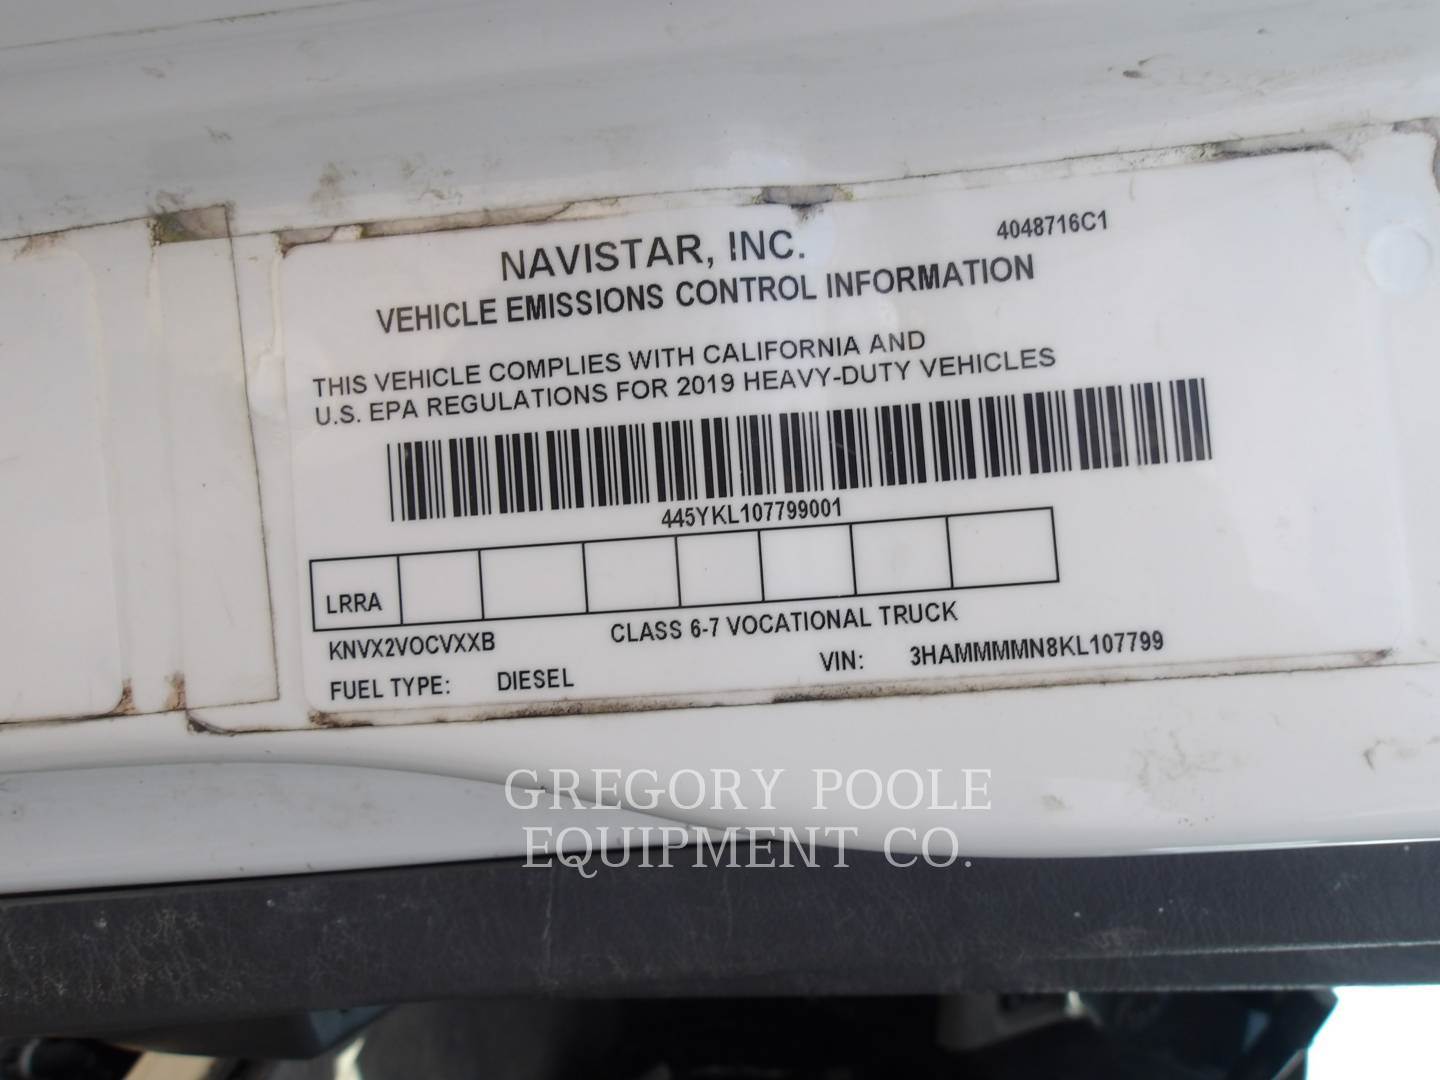 4048716C1
NAVISTAR, INC.
VEHICLE EMISSIONS CONTROL INFORMATION
THIS VEHICLE COMPLIES WITH CALIFORNIA AND
U.S. EPA REGULATIONS FOR 2019 HEAVY-DUTY VEHICLES
445YKL107799001
LRRA
KNVX2VOCVXXB CLASS 6-7 VOCATIONAL TRUCK
FUEL TYPE: DIESEL VIN: 3HAMMMMN8KL107799
GREGORY POOLE
EQUIPMENT CO.